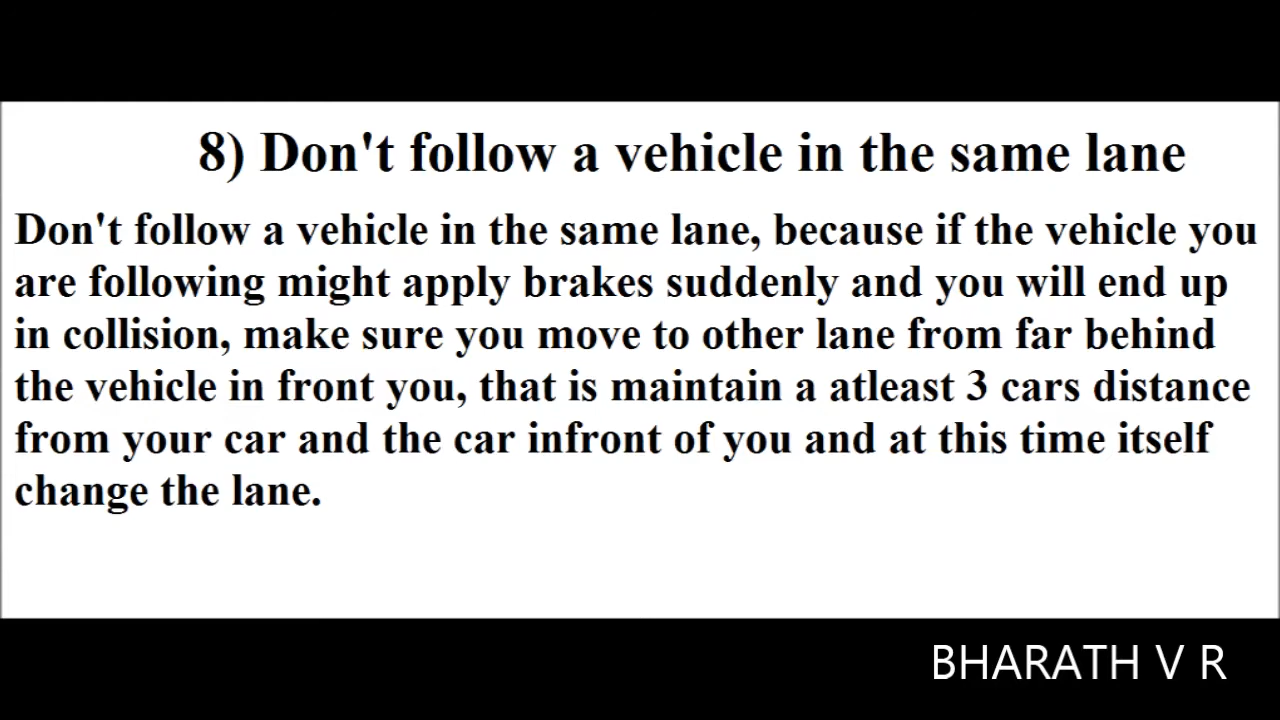 8) Don't follow a vehicle in the same lane
Don't follow a vehicle in the same lane, because if the vehicle you
are following might apply brakes suddenly and you will end up
in collision, make sure you move to other lane from far behind
the vehicle in front you, that is maintain a atleast 3 cars distance
from your car and the car infront of you and at this time itself
change the lane.
BHARATH V R